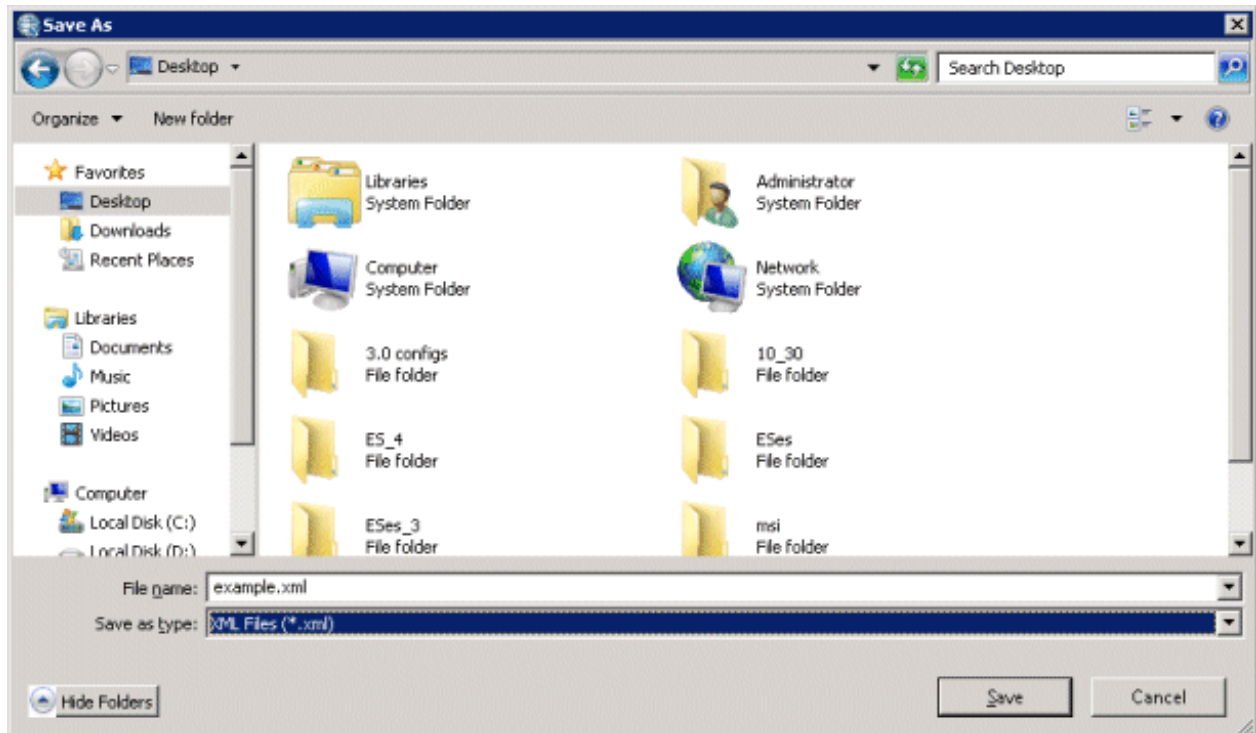 Save As
Desktop
Search Desktop
Organize
New folder
Favorites
Desktop
Downloads
Recent Places
Libraries
Documents
Music
Pictures
Videos
Computer
Local Disk (C:)
Local Disk (D:)
Libraries
System Folder
Administrator
System Folder
Computer
System Folder
Network
System Folder
3.0 configs
File folder
10_30
File folder
ES_4
File folder
ESes
File folder
ESes_3
File folder
msi
File folder
File name: example.xml
Save as type: XML Files (*.xml)
Hide Folders
Save
Cancel